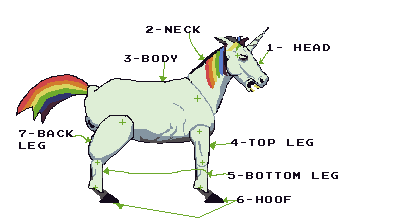 2-NECK
1- HEAD
3-BODY
7-BACK
LEG
4-TOP LEG
5-BOTTOM LEG
6-HOOF